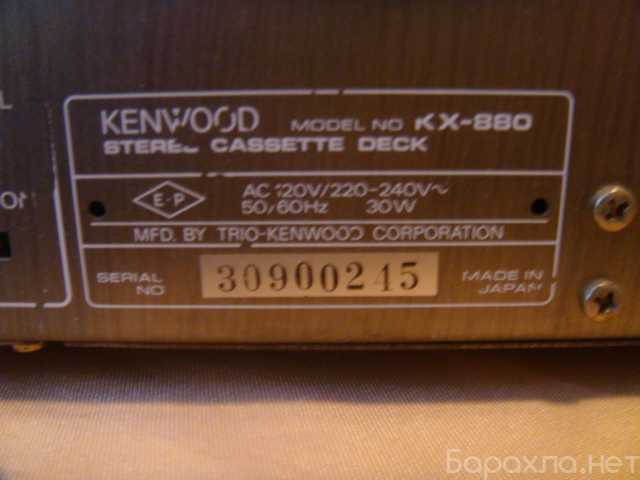 KENWOOD MODEL NO KX-880
STEREO CASSETTE DECK
E-P
AC 120V/220-240V~
50/60Hz 30W
MFD. BY TRIO-KENWOOD CORPORATION
SERIAL NO
30900245
MADE IN JAPAN
Барахла.нет